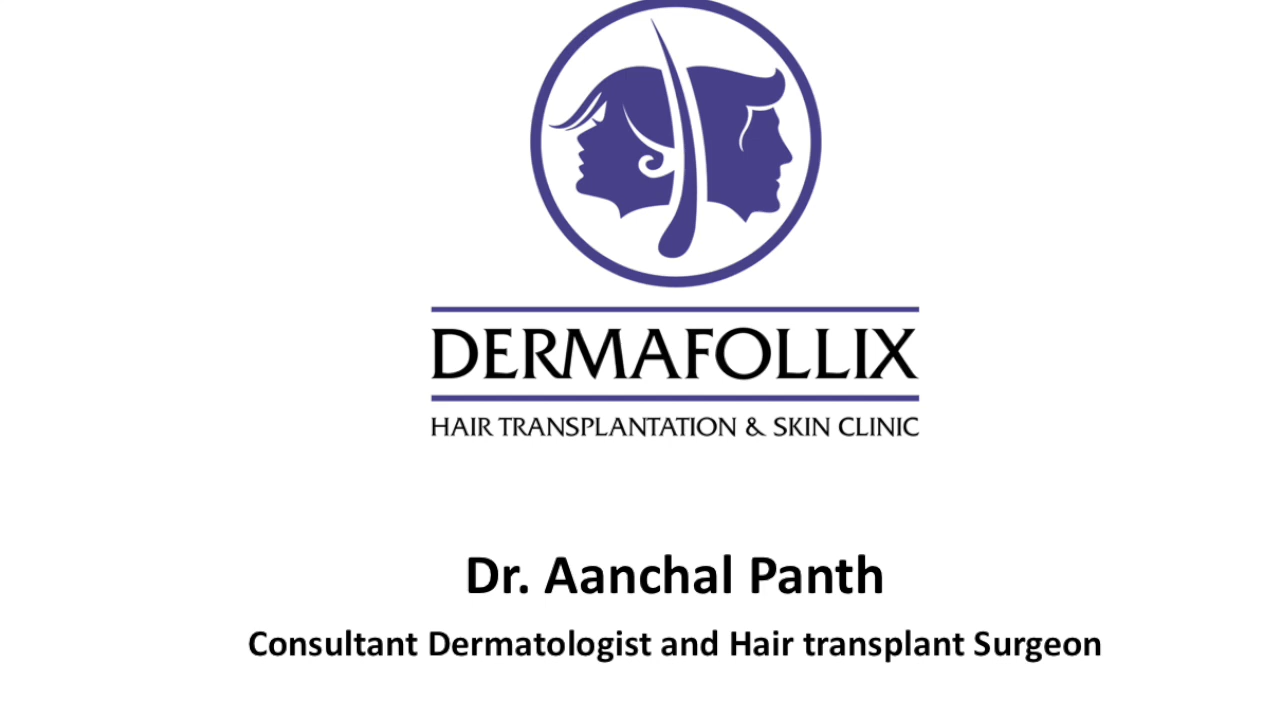 DERMAFOLLIX
HAIR TRANSPLANTATION & SKIN CLINIC
Dr. Aanchal Panth
Consultant Dermatologist and Hair transplant Surgeon